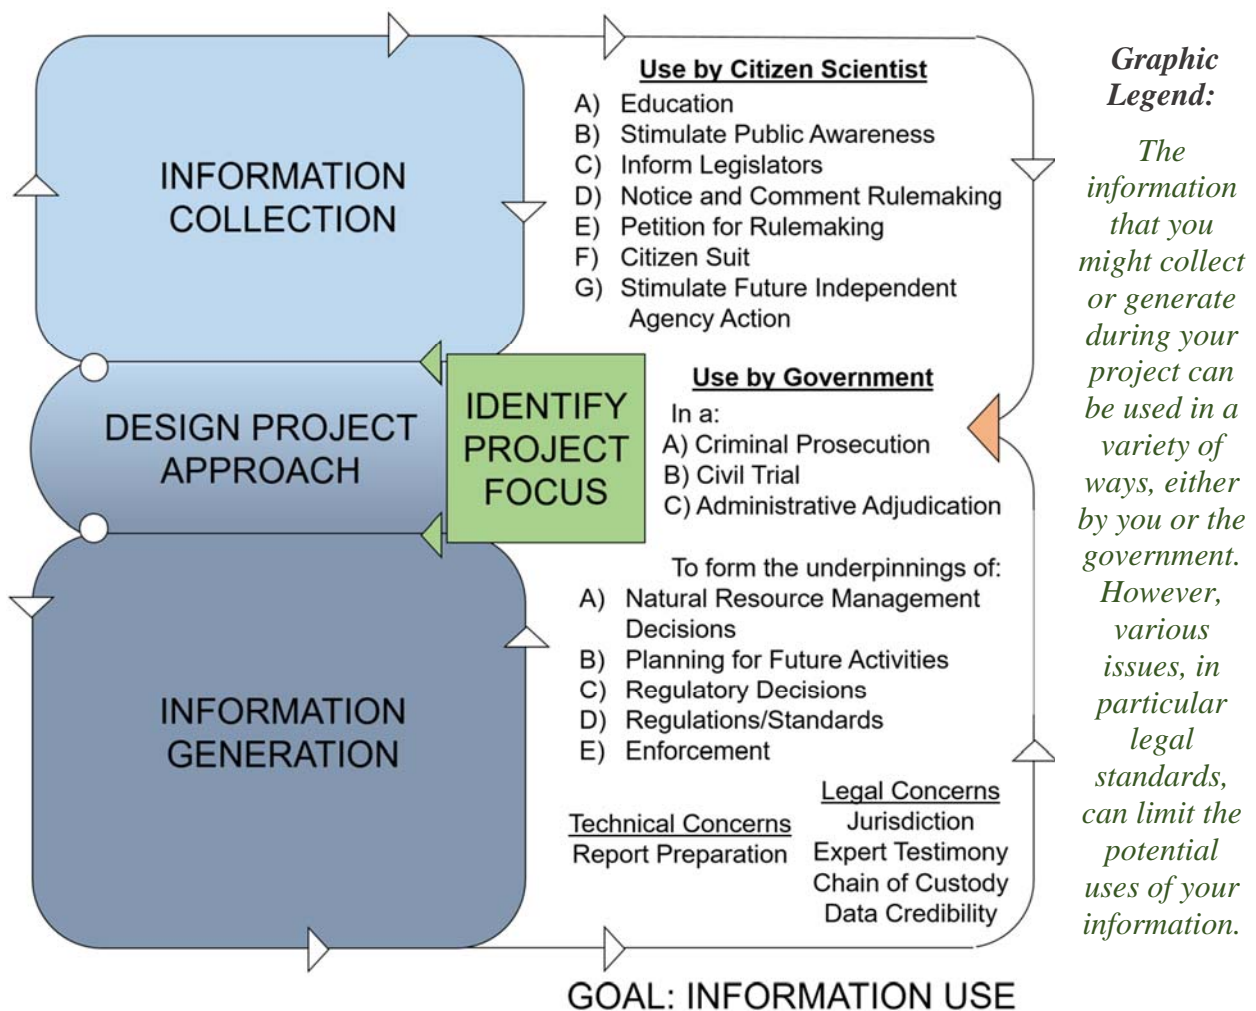 INFORMATION
COLLECTION
DESIGN PROJECT
APPROACH
IDENTIFY
PROJECT
FOCUS
INFORMATION
GENERATION
Use by Citizen Scientist
A) Education
B) Stimulate Public Awareness
C) Inform Legislators
D) Notice and Comment Rulemaking
E) Petition for Rulemaking
F) Citizen Suit
G) Stimulate Future Independent
Agency Action
Use by Government
In a:
A) Criminal Prosecution
B) Civil Trial
C) Administrative Adjudication
To form the underpinnings of:
A) Natural Resource Management
Decisions
B) Planning for Future Activities
C) Regulatory Decisions
D) Regulations/Standards
E) Enforcement
Technical Concerns
Report Preparation
Legal Concerns
Jurisdiction
Expert Testimony
Chain of Custody
Data Credibility
GOAL: INFORMATION USE
Graphic
Legend:
The
information
that you
might collect
or generate
during your
project can
be used in a
variety of
ways, either
by you or the
government.
However,
various
issues, in
particular
legal
standards,
can limit the
potential
uses of your
information.